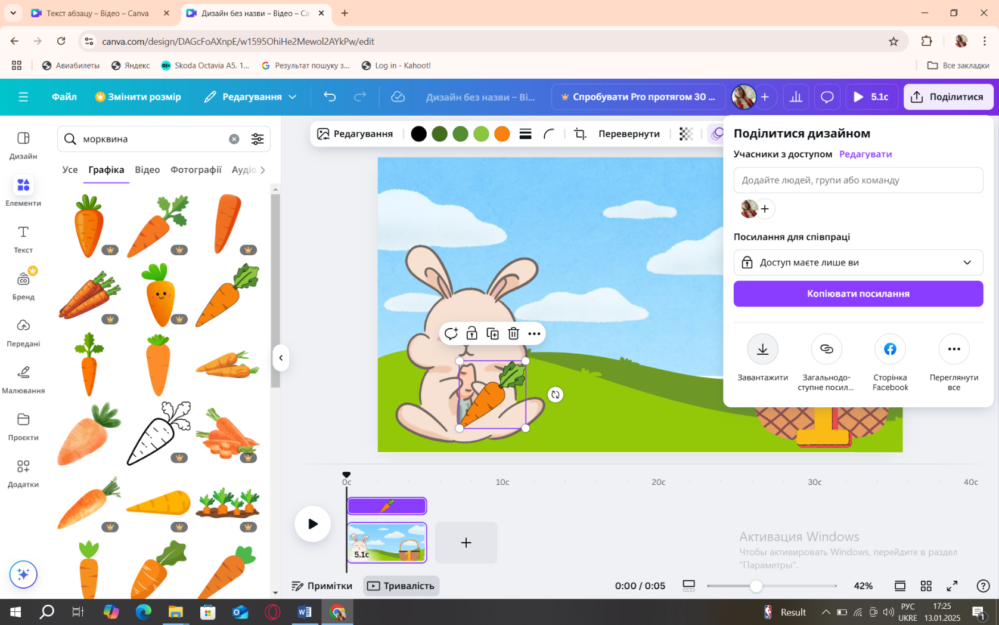 Текст абзацу – Відео – Canva
Дизайн без назви – Відео – Ca
canva.com/design/DAGcFoAXnpE/w1595OhiHe2Mewol2AYkPw/edit
Авиабилеты
Яндекс
Skoda Octavia A5. 1...
Результат пошуку з...
Log in - Kahoot!
Все закладки
Файл
Змінити розмір
Редагування
Дизайн без назви – Ві...
Спробувати Pro протягом 30 ...
5.1с
Поділитися
Дизайн
Елементи
Текст
Бренд
Передані
Малювання
Проєкти
Додатки
морквина
Усе
Графіка
Відео
Фотографії
Аудіо
Редагування
Перевернути
Поділитися дизайном
Учасники з доступом
Редагувати
Додайте людей, групи або команду
Посилання для співпраці
Доступ маєте лише ви
Копіювати посилання
Завантажити
Загальнодо-
ступне посил...
Сторінка
Facebook
Переглянути
все
0с
10с
20с
30с
40с
5.1с
Активация Windows
Чтобы активировать Windows, перейдите в раздел
"Параметры".
Примітки
Тривалість
0:00 / 0:05
42%
Result
РУС
UKRE
17:25
13.01.2025
1